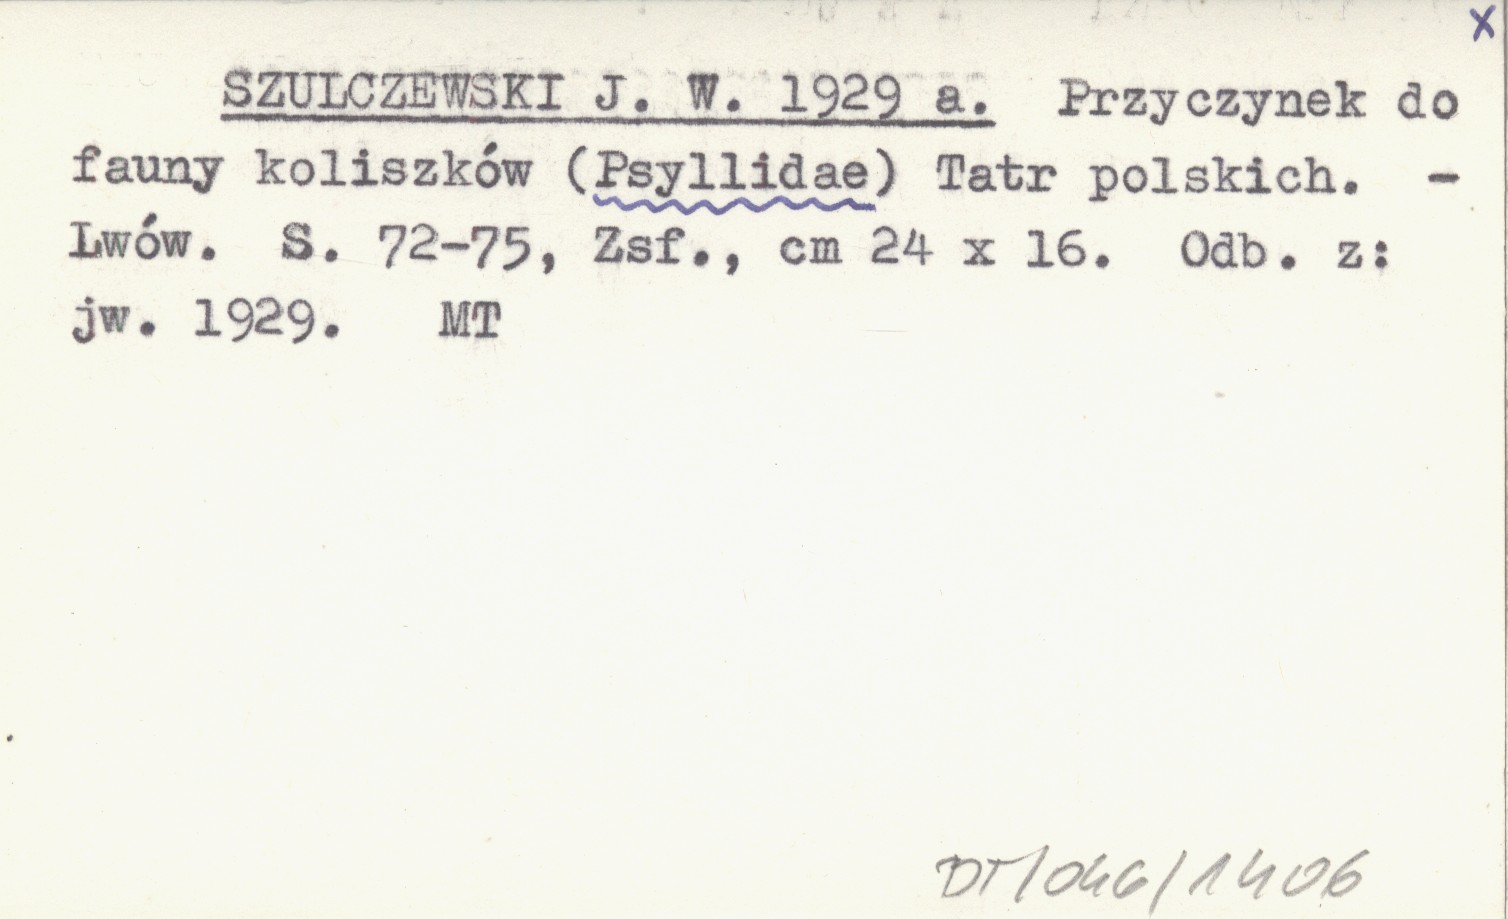 x
SZULCZEWSKI J. W. 1929 a. Przyczynek do
fauny koliszków (Psyllidae) Tatr polskich. -
Lwów. S. 72-75, Zsf., cm 24 x 16. Odb. z:
jw. 1929. MT
DT/046/1406